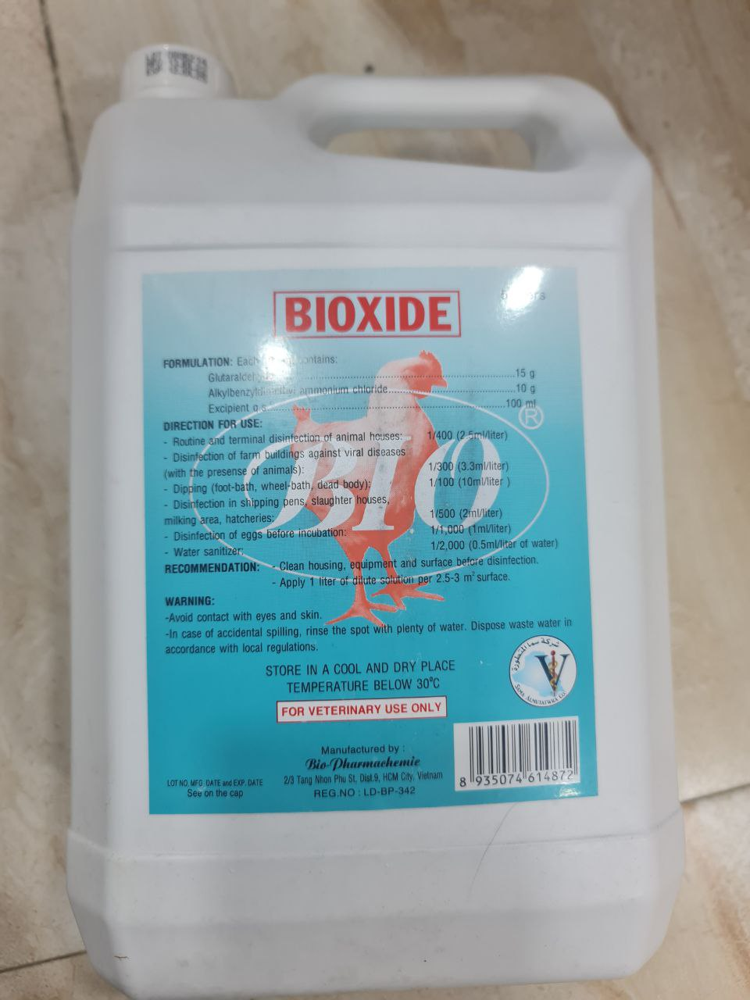 BIOXIDE
FORMULATION: Each contains:
15 g
ammonium chloride 10 g
Excipient q.s. 100 ml
DIRECTION FOR USE:
- Routine and terminal disinfection of animal houses: 1/400 (2.5ml/liter)
- Disinfection of farm buildings against viral diseases
(with the presense of animals): 1/300 (3.3ml/liter)
- Dipping (foot-bath, wheel-bath, dead body): 1/100 (10ml/liter )
- Disinfection in shipping pens, slaughter houses,
milking area, hatcheries: 1/500 (2ml/liter)
- Disinfection of eggs before incubation: 1/1,000 (1ml/liter)
- Water sanitizer: 1/2,000 (0.5ml/liter of water)
BIO®
RECOMMENDATION: - Clean housing, equipment and surface before disinfection.
- Apply 1 liter of dilute solution per 2.5-3 m² surface.
WARNING:
-Avoid contact with eyes and skin.
-In case of accidental spilling, rinse the spot with plenty of water. Dispose waste water in
accordance with local regulations.
شركة سما المتطورة
V
SAMA ALMUTATWRA Co.
STORE IN A COOL AND DRY PLACE
TEMPERATURE BELOW 30°C
FOR VETERINARY USE ONLY
Manufactured by :
Bio-Pharmachemie
2/3 Tang Nhon Phu St, Dist.9, HCM City, Vietnam
REG.NO : LD-BP-342
LOT NO, MFG. DATE and EXP. DATE
See on the cap
8 935074 614872